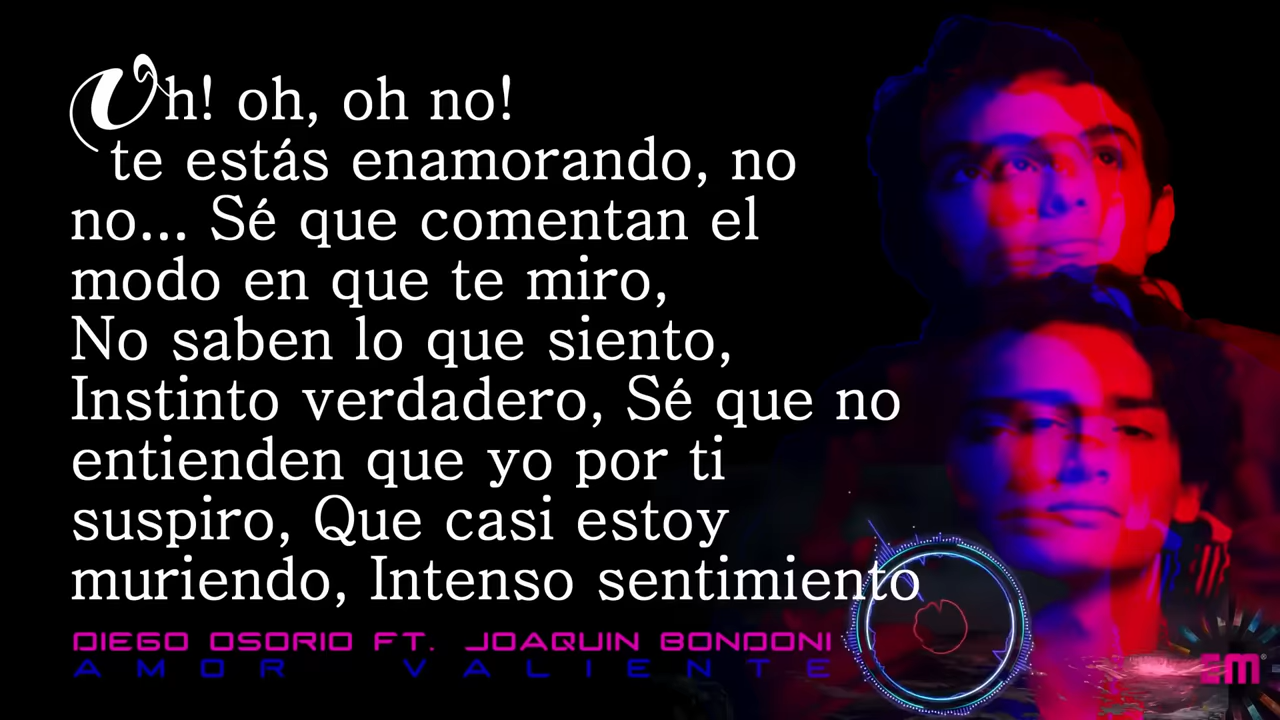 Oh! oh, oh no!
te estás enamorando, no
no... Sé que comentan el
modo en que te miro,
No saben lo que siento,
Instinto verdadero, Sé que no
entienden que yo por ti
suspiro, Que casi estoy
muriendo, Intenso sentimiento
DIEGO OSORIO FT. JOAQUIN BONDONI
AMOR VALIENTE